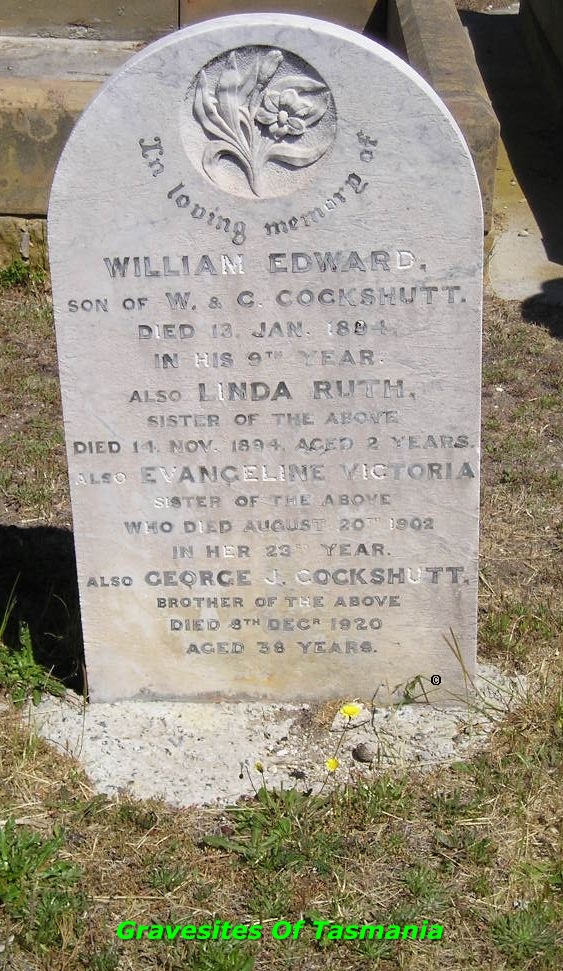 In loving memory of
WILLIAM EDWARD,
SON OF W. & C. COCKSHUTT.
DIED 13. JAN. 1894.
IN HIS 9TH YEAR.
ALSO LINDA RUTH,
SISTER OF THE ABOVE
DIED 14. NOV. 1894. AGED 2 YEARS.
ALSO EVANGELINE VICTORIA
SISTER OF THE ABOVE
WHO DIED AUGUST 20TH 1902
IN HER 23RD YEAR.
ALSO GEORGE J. COCKSHUTT.
BROTHER OF THE ABOVE
DIED 8TH DECR 1920
AGED 38 YEARS.
©
Gravesites Of Tasmania